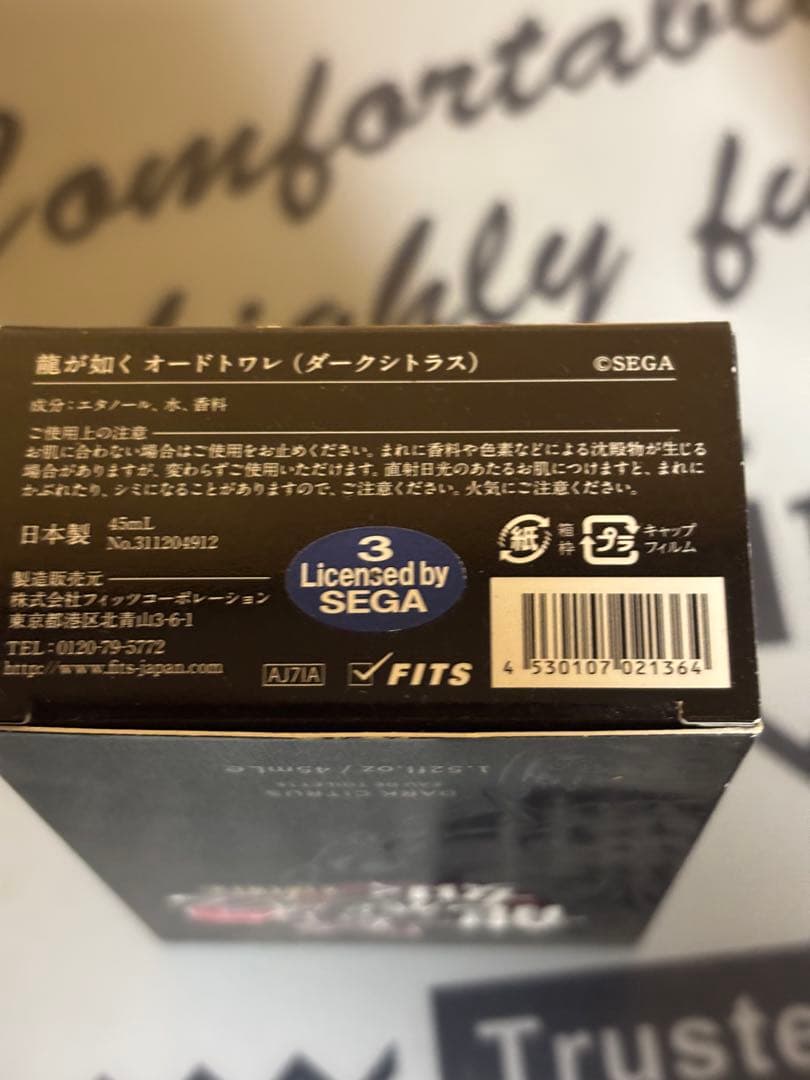 Comfortable
highly fu
龍が如く オードトワレ（ダークシトラス） ©SEGA
成分：エタノール、水、香料
ご使用上の注意
お肌に合わない場合はご使用をお止めください。まれに香料や色素などによる沈殿物が生じる
場合がありますが、変わらずご使用いただけます。直射日光のあたるお肌につけますと、まれに
かぶれたり、シミになることがありますので、ご注意ください。火気にご注意ください。
日本製 45mL
No.311204912
紙 箱 枠 プラ キャップ フィルム
3
Licensed by
SEGA
製造販売元
株式会社フィッツコーポレーション
東京都港区北青山3-6-1
TEL：0120-79-5772
http://www.fits-japan.com
AJ7IA FITS
4 530107 021364
1.52fl.oz / 45mLe
EAU DE TOILETTE
DARK CITRUS
Truste